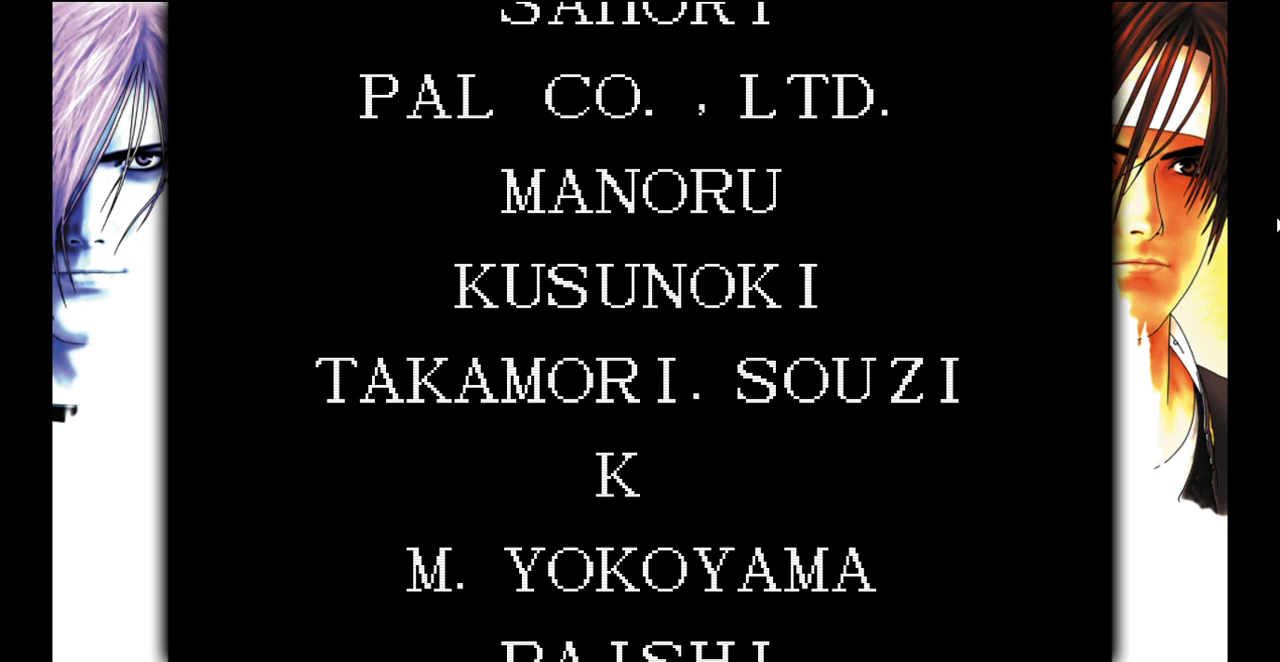 PAL CO. , LTD.
MANORU
KUSUNOKI
TAKAMORI. SOUZI
K
M. YOKOYAMA